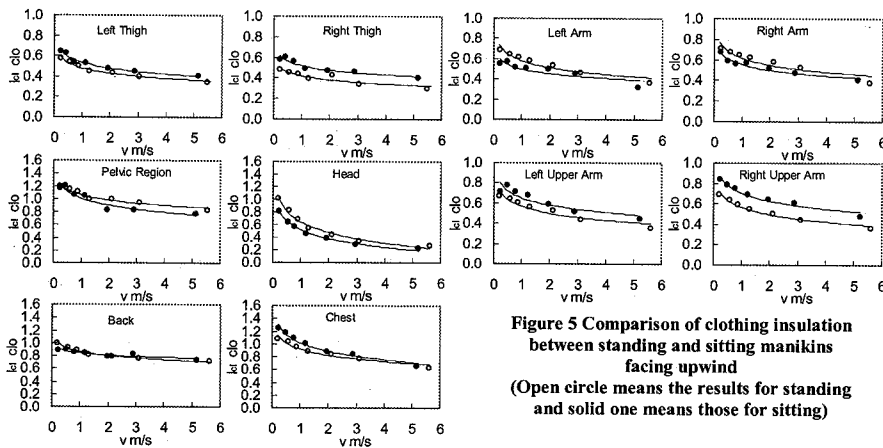 Left Thigh
Right Thigh
Left Arm
Right Arm
Icl clo
1.0
0.8
0.6
0.4
0.2
0.0
0 1 2 3 4 5 6
v m/s
1.0
0.8
0.6
0.4
0.2
0.0
0 1 2 3 4 5 6
v m/s
Icl clo
1.0
0.8
0.6
0.4
0.2
0.0
0 1 2 3 4 5 6
v m/s
1.0
0.8
0.6
0.4
0.2
0.0
0 1 2 3 4 5 6
v m/s
Pelvic Region
Head
Left Upper Arm
Right Upper Arm
Icl clo
1.6
1.4
1.2
1.0
0.8
0.6
0.4
0.2
0.0
0 1 2 3 4 5 6
v m/s
1.6
1.4
1.2
1.0
0.8
0.6
0.4
0.2
0.0
0 1 2 3 4 5 6
v m/s
Icl clo
1.0
0.8
0.6
0.4
0.2
0.0
0 1 2 3 4 5 6
v m/s
1.0
0.8
0.6
0.4
0.2
0.0
0 1 2 3 4 5 6
v m/s
Back
Chest
Icl clo
1.6
1.4
1.2
1.0
0.8
0.6
0.4
0.2
0.0
0 1 2 3 4 5 6
v m/s
1.6
1.4
1.2
1.0
0.8
0.6
0.4
0.2
0.0
0 1 2 3 4 5 6
v m/s
Figure 5 Comparison of clothing insulation
between standing and sitting manikins
facing upwind
(Open circle means the results for standing
and solid one means those for sitting)